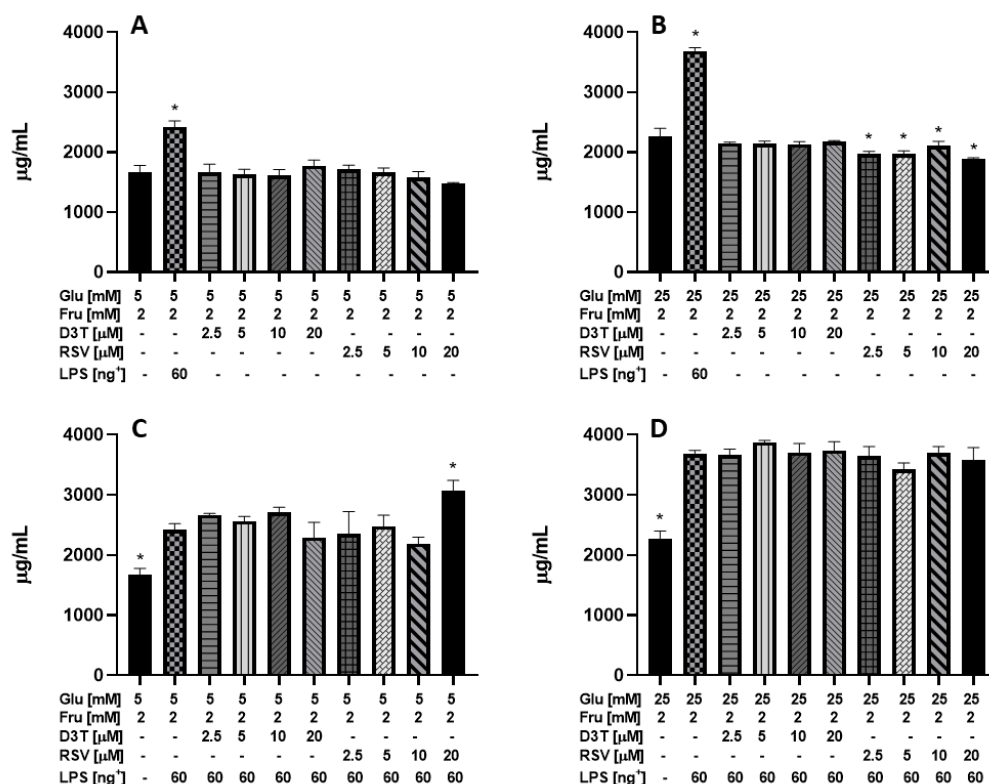 A
4000
3000
2000
1000
0
µg/mL
*
Glu [mM] 5 5 5 5 5 5 5 5 5 5
Fru [mM] 2 2 2 2 2 2 2 2 2 2
D3T [µM] - - 2.5 5 10 20 - - - -
RSV [µM] - - - - - - 2.5 5 10 20
LPS [ng⁺] - 60 - - - - - - - -
B
4000
3000
2000
1000
0
µg/mL
* * * * *
Glu [mM] 25 25 25 25 25 25 25 25 25 25
Fru [mM] 2 2 2 2 2 2 2 2 2 2
D3T [µM] - - 2.5 5 10 20 - - - -
RSV [µM] - - - - - - 2.5 5 10 20
LPS [ng⁺] - 60 - - - - - - - -
C
4000
3000
2000
1000
0
µg/mL
* *
Glu [mM] 5 5 5 5 5 5 5 5 5 5
Fru [mM] 2 2 2 2 2 2 2 2 2 2
D3T [µM] - - 2.5 5 10 20 - - - -
RSV [µM] - - - - - - 2.5 5 10 20
LPS [ng⁺] - 60 60 60 60 60 60 60 60 60
D
4000
3000
2000
1000
0
µg/mL
*
Glu [mM] 25 25 25 25 25 25 25 25 25 25
Fru [mM] 2 2 2 2 2 2 2 2 2 2
D3T [µM] - - 2.5 5 10 20 - - - -
RSV [µM] - - - - - - 2.5 5 10 20
LPS [ng⁺] - 60 60 60 60 60 60 60 60 60